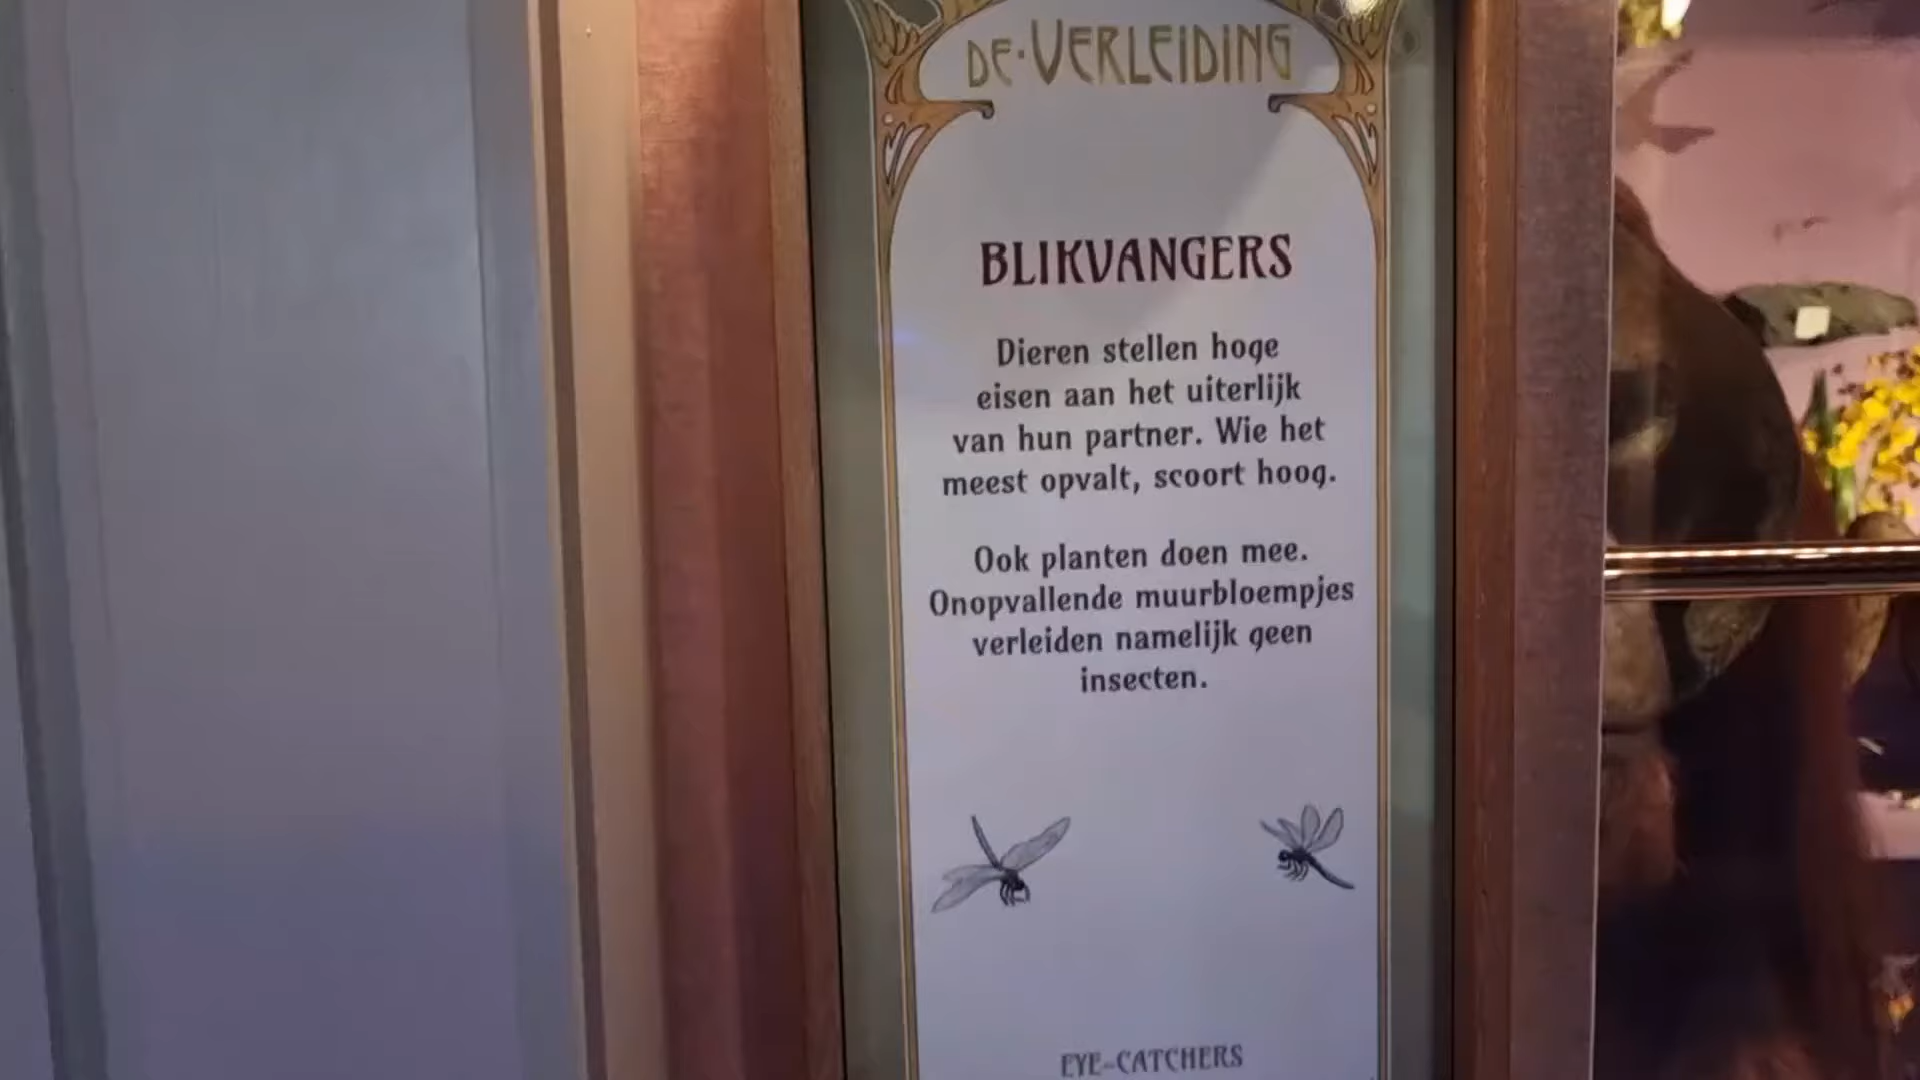 DE·VERLEIDING
BLIKVANGERS
Dieren stellen hoge
eisen aan het uiterlijk
van hun partner. Wie het
meest opvalt, scoort hoog.
Ook planten doen mee.
Onopvallende muurbloempjes
verleiden namelijk geen
insecten.
EYE-CATCHERS